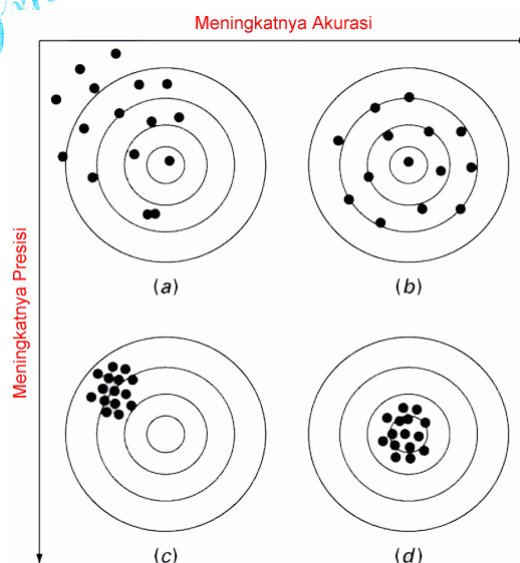 Meningkatnya Akurasi
Meningkatnya Presisi
(a)
(b)
(c)
(d)